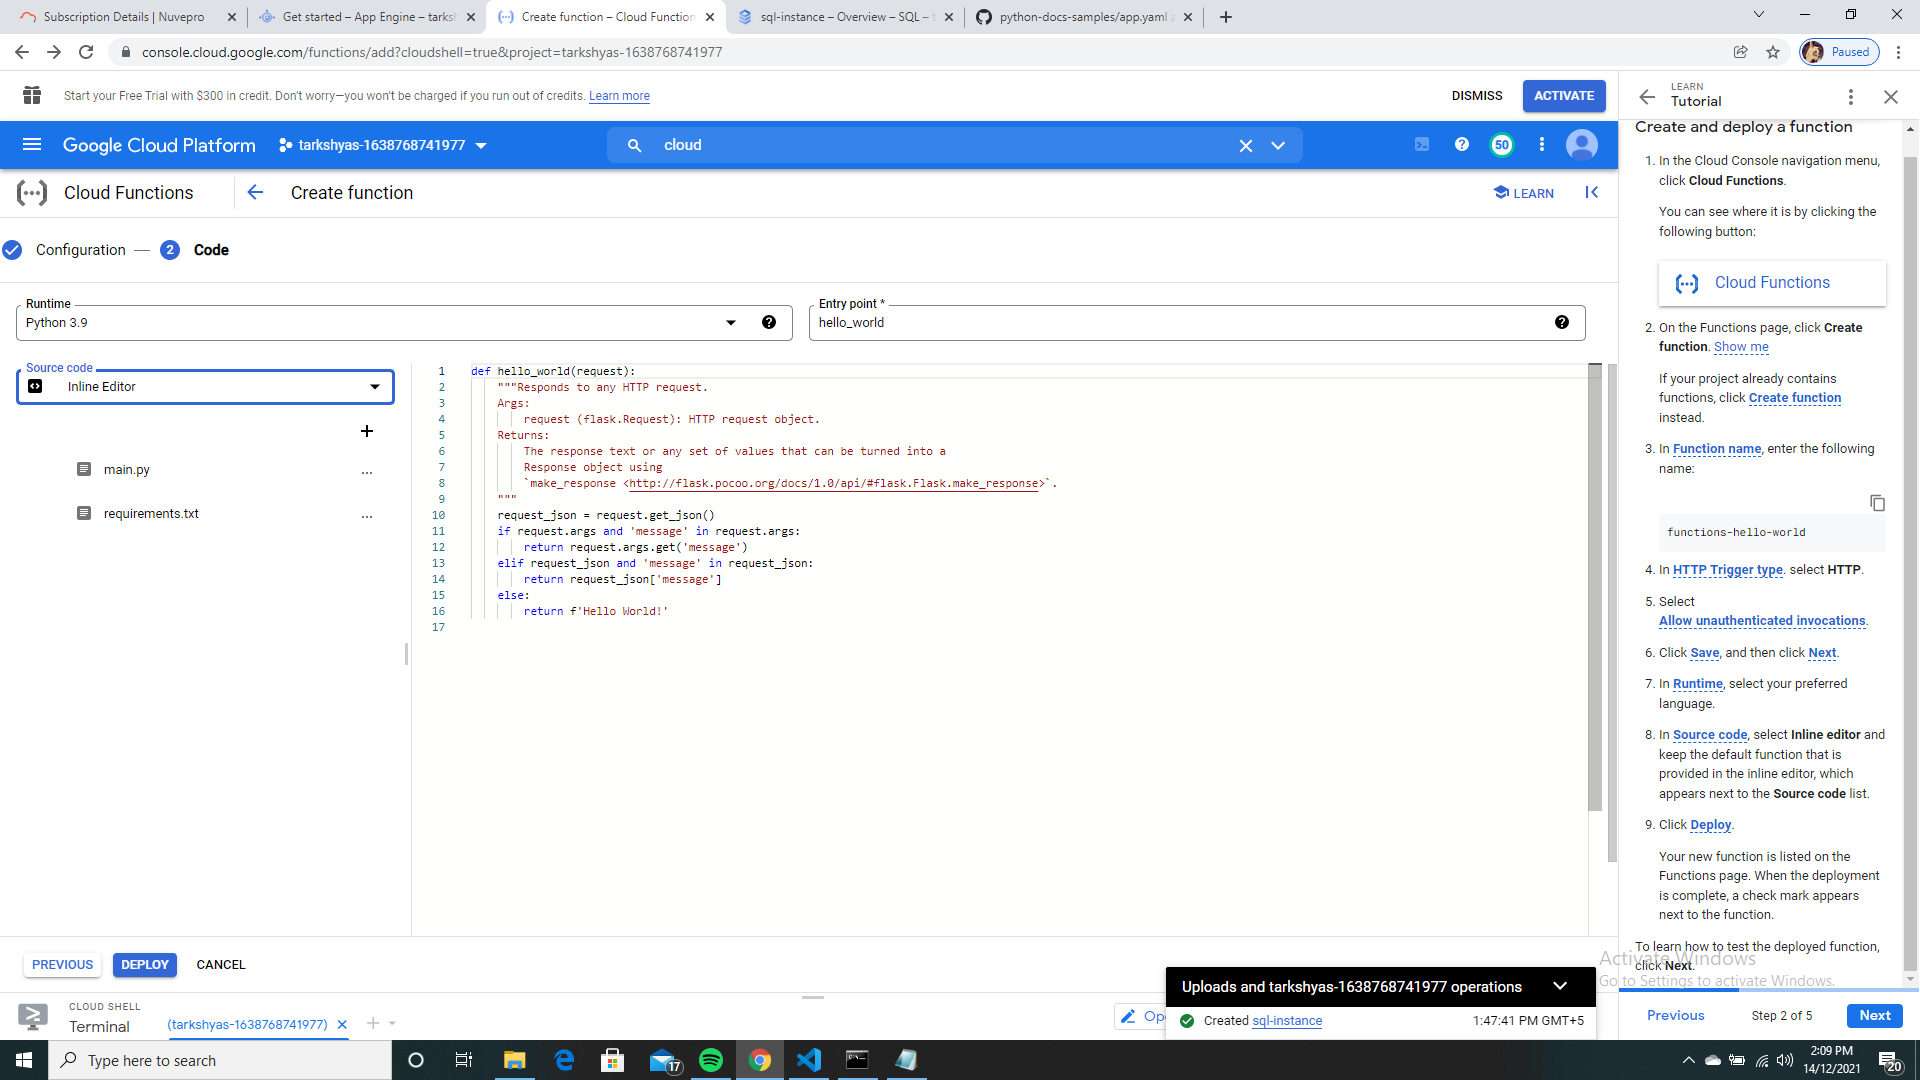 Subscription Details | Nuvepro
Get started – App Engine – tarksh
Create function – Cloud Function
sql-instance – Overview – SQL – t
python-docs-samples/app.yaml a
console.cloud.google.com/functions/add?cloudshell=true&project=tarkshyas-1638768741977
Paused
Start your Free Trial with $300 in credit. Don't worry—you won't be charged if you run out of credits. Learn more
DISMISS
ACTIVATE
Google Cloud Platform
tarkshyas-1638768741977
cloud
50
Cloud Functions
Create function
LEARN
Configuration
2
Code
Runtime
Python 3.9
Entry point *
hello_world
Source code
Inline Editor
main.py
...
requirements.txt
...
1 def hello_world(request):
2 """Responds to any HTTP request.
3 Args:
4 request (flask.Request): HTTP request object.
5 Returns:
6 The response text or any set of values that can be turned into a
7 Response object using
8 `make_response <http://flask.pocoo.org/docs/1.0/api/#flask.Flask.make_response>`.
9 """
10 request_json = request.get_json()
11 if request.args and 'message' in request.args:
12 return request.args.get('message')
13 elif request_json and 'message' in request_json:
14 return request_json['message']
15 else:
16 return f'Hello World!'
17
PREVIOUS
DEPLOY
CANCEL
CLOUD SHELL
Terminal
(tarkshyas-1638768741977)
Uploads and tarkshyas-1638768741977 operations
Created sql-instance
1:47:41 PM GMT+5
LEARN
Tutorial
Create and deploy a function
1. In the Cloud Console navigation menu,
click Cloud Functions.
You can see where it is by clicking the
following button:
Cloud Functions
2. On the Functions page, click Create
function. Show me
If your project already contains
functions, click Create function
instead.
3. In Function name, enter the following
name:
functions-hello-world
4. In HTTP Trigger type. select HTTP.
5. Select
Allow unauthenticated invocations.
6. Click Save, and then click Next.
7. In Runtime, select your preferred
language.
8. In Source code, select Inline editor and
keep the default function that is
provided in the inline editor, which
appears next to the Source code list.
9. Click Deploy.
Your new function is listed on the
Functions page. When the deployment
is complete, a check mark appears
next to the function.
To learn how to test the deployed function,
click Next.
Activate Windows
Go to Settings to activate Windows.
Previous
Step 2 of 5
Next
Type here to search
17
2:09 PM
14/12/2021
20